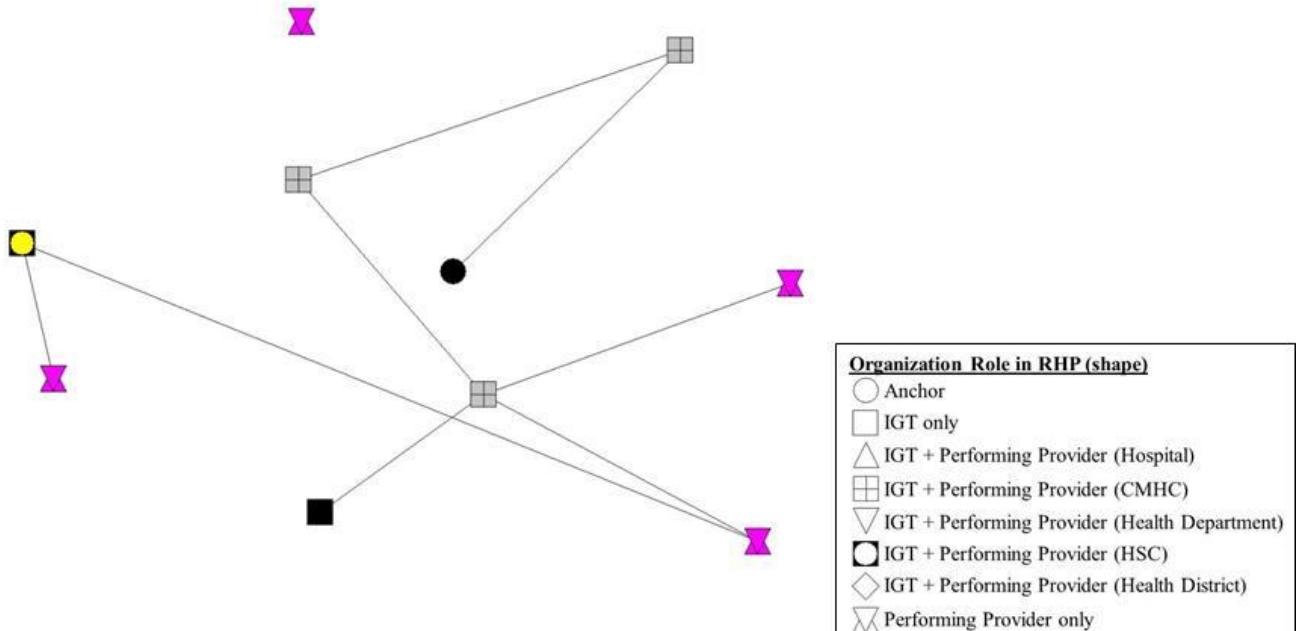 Organization Role in RHP (shape)
Anchor
IGT only
IGT + Performing Provider (Hospital)
IGT + Performing Provider (CMHC)
IGT + Performing Provider (Health Department)
IGT + Performing Provider (HSC)
IGT + Performing Provider (Health District)
Performing Provider only